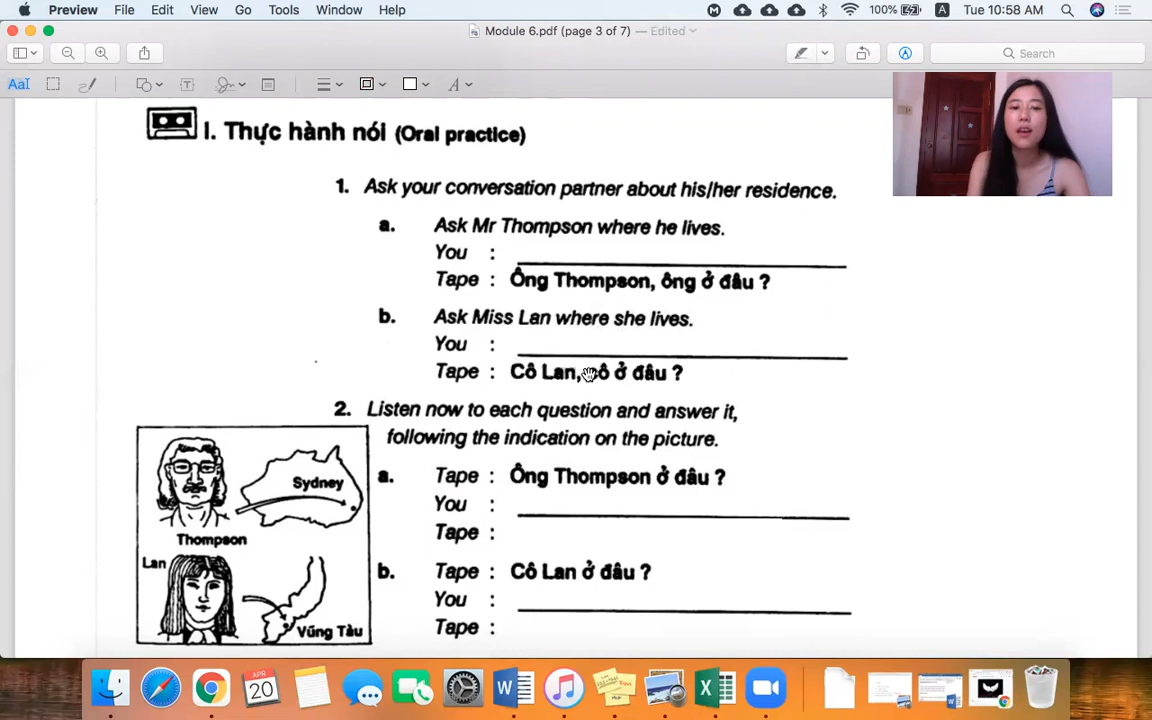 Preview File Edit View Go Tools Window Help 100% A Tue 10:58 AM
Module 6.pdf (page 3 of 7) — Edited
Search
AaI T A
I. Thực hành nói (Oral practice)
1. Ask your conversation partner about his/her residence.
a. Ask Mr Thompson where he lives.
You :
Tape : Ông Thompson, ông ở đâu ?
b. Ask Miss Lan where she lives.
You :
Tape : Cô Lan, cô ở đâu ?
2. Listen now to each question and answer it,
following the indication on the picture.
a. Tape : Ông Thompson ở đâu ?
You :
Tape :
b. Tape : Cô Lan ở đâu ?
You :
Tape :
Sydney
Thompson
Lan
Vũng Tàu
APR
20
W
X